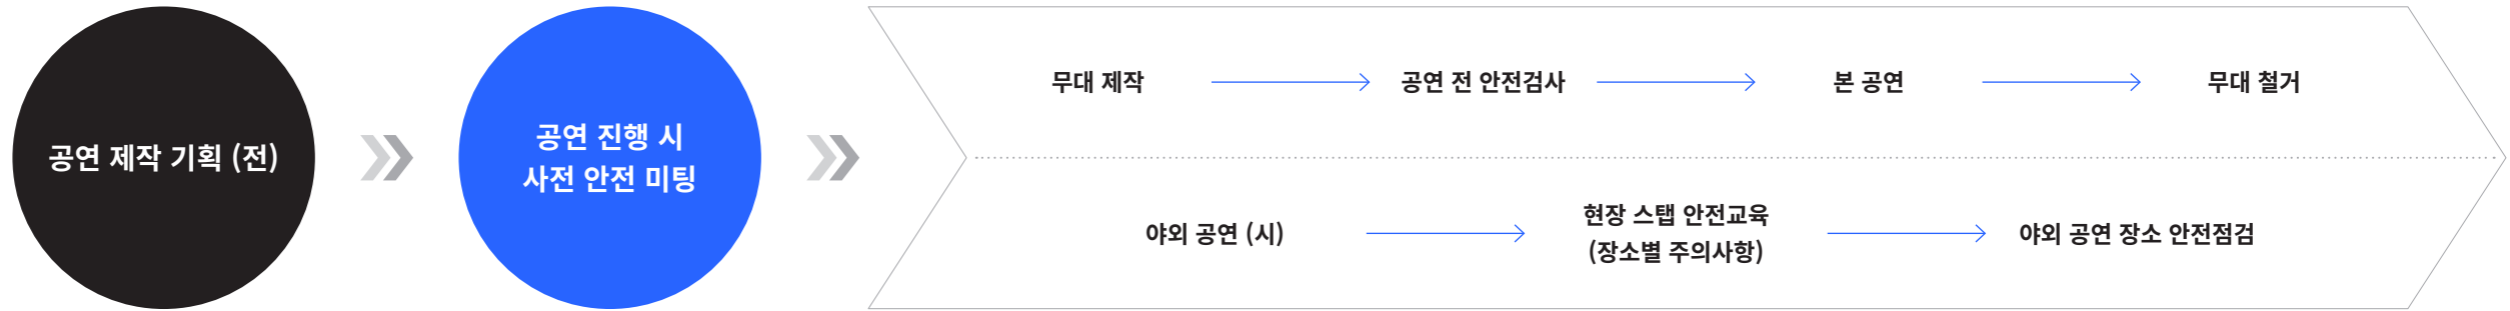 공연 제작 기획 (전)
공연 진행 시
사전 안전 미팅
무대 제작
공연 전 안전검사
본 공연
무대 철거
야외 공연 (시)
현장 스탭 안전교육
(장소별 주의사항)
야외 공연 장소 안전점검